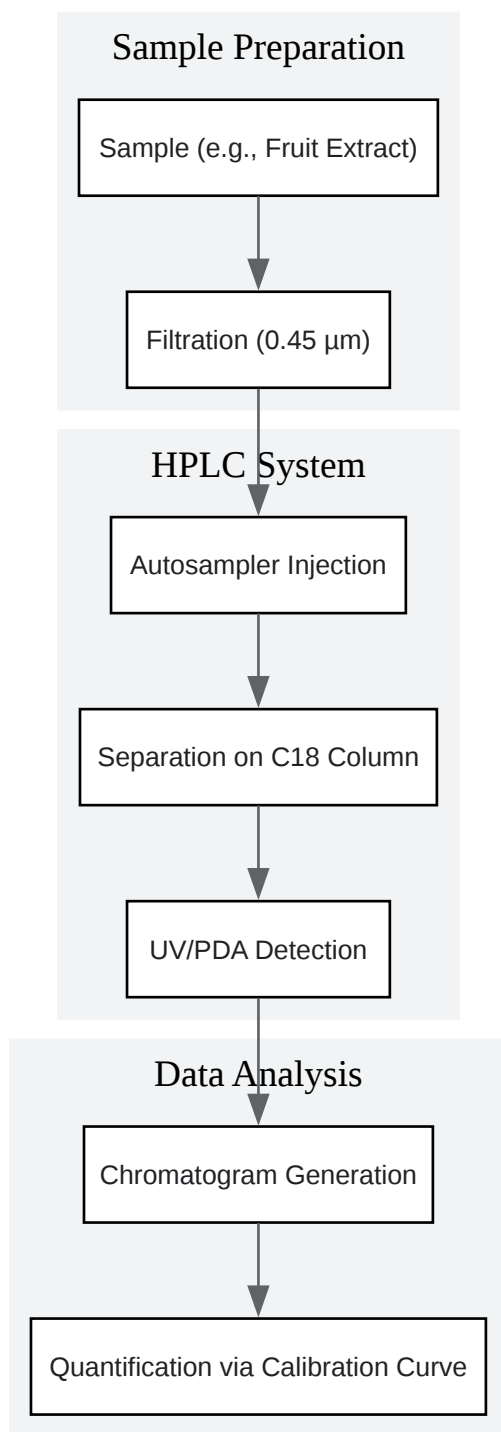 Sample Preparation
Sample (e.g., Fruit Extract)
Filtration (0.45 µm)
HPLC System
Autosampler Injection
Separation on C18 Column
UV/PDA Detection
Data Analysis
Chromatogram Generation
Quantification via Calibration Curve